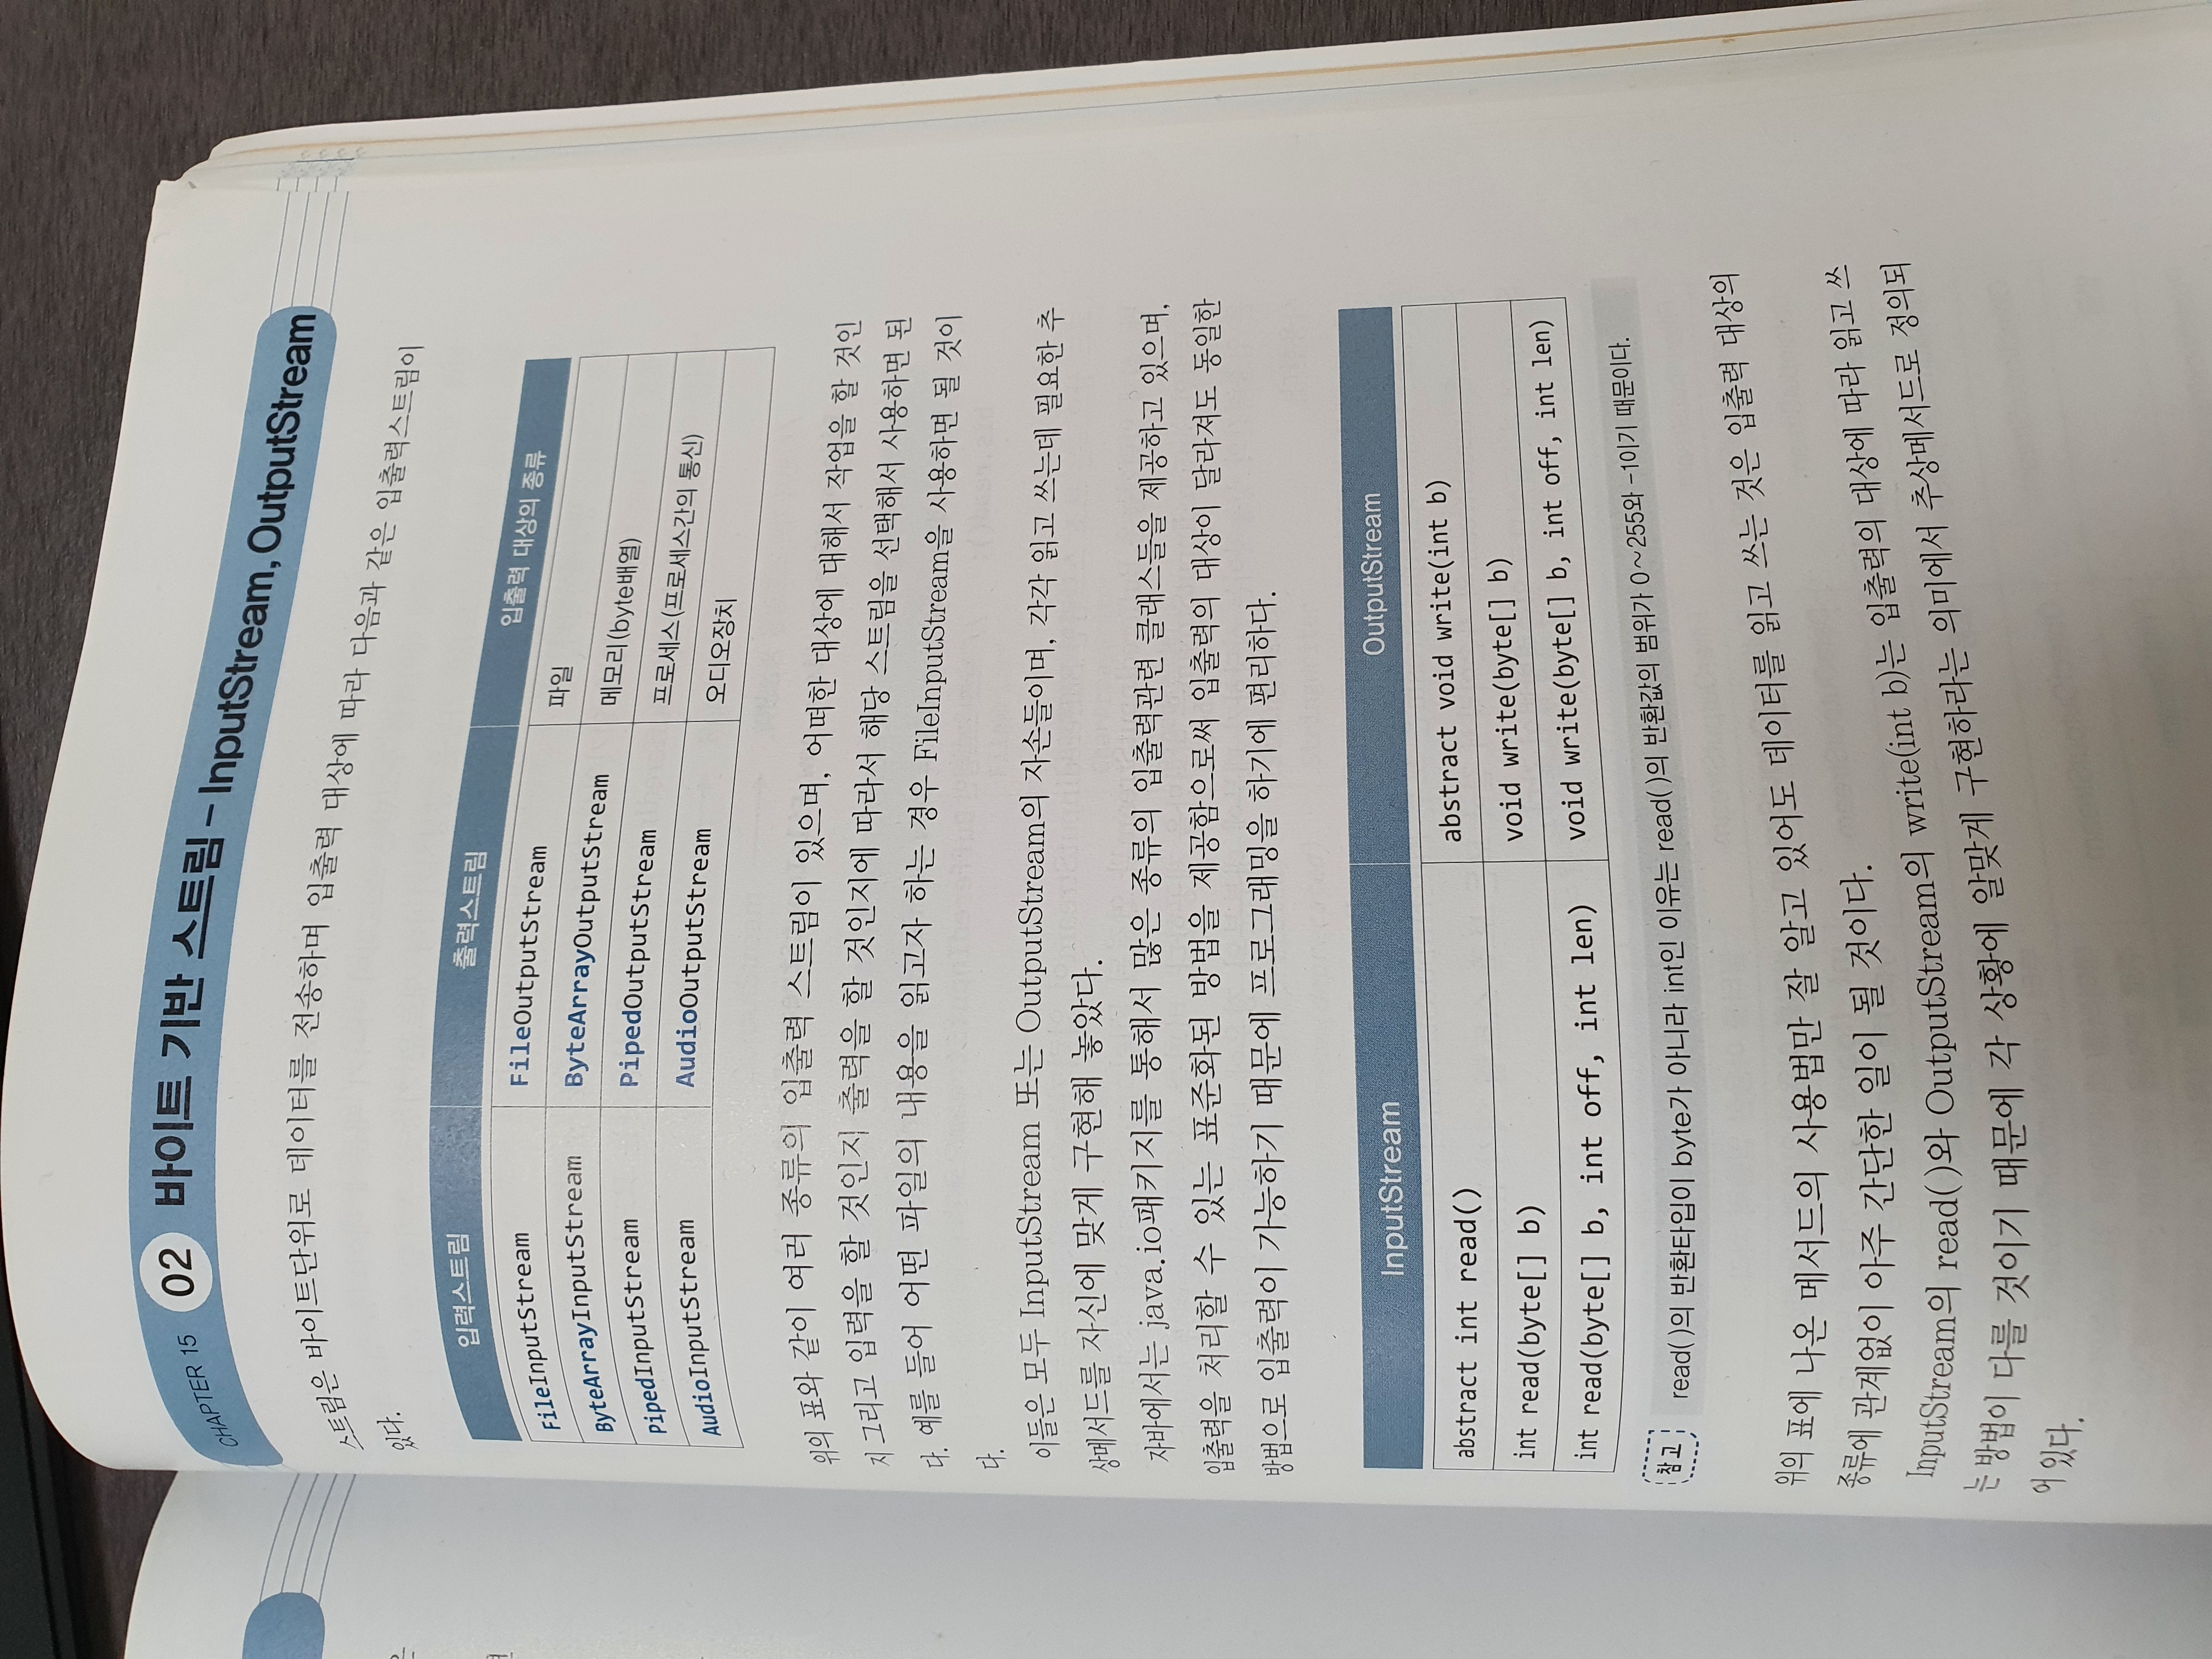 CHAPTER 15 02 바이트 기반 스트림 – InputStream, OutputStream
스트림은 바이트단위로 데이터를 전송하며 입출력 대상에 따라 다음과 같은 입출력스트림이
있다.
입력스트림 출력스트림 입출력 대상의 종류
FileInputStream FileOutputStream 파일
ByteArrayInputStream ByteArrayOutputStream 메모리(byte배열)
PipedInputStream PipedOutputStream 프로세스(프로세스간의 통신)
AudioInputStream AudioOutputStream 오디오장치
위의 표와 같이 여러 종류의 입출력 스트림이 있으며, 어떠한 대상에 대해서 작업을 할 것인
지 그리고 입력을 할 것인지 출력을 할 것인지에 따라서 해당 스트림을 선택해서 사용하면 된
다. 예를 들어 어떤 파일의 내용을 읽고자 하는 경우 FileInputStream을 사용하면 될 것이
다.
이들은 모두 InputStream 또는 OutputStream의 자손들이며, 각각 읽고 쓰는데 필요한 추
상메서드를 자신에 맞게 구현해 놓았다.
자바에서는 java.io패키지를 통해서 많은 종류의 입출력관련 클래스들을 제공하고 있으며,
입출력을 처리할 수 있는 표준화된 방법을 제공함으로써 입출력의 대상이 달라져도 동일한
방법으로 입출력이 가능하기 때문에 프로그래밍을 하기에 편리하다.
InputStream OutputStream
abstract int read() abstract void write(int b)
int read(byte[] b) void write(byte[] b)
int read(byte[] b, int off, int len) void write(byte[] b, int off, int len)
참고 read( )의 반환타입이 byte가 아니라 int인 이유는 read( )의 반환값의 범위가 0~255와 -1이기 때문이다.
위의 표에 나온 메서드의 사용법만 잘 알고 있어도 데이터를 읽고 쓰는 것은 입출력 대상의
종류에 관계없이 아주 간단한 일이 될 것이다.
InputStream의 read( )와 OutputStream의 write(int b)는 입출력의 대상에 따라 읽고 쓰
는 방법이 다를 것이기 때문에 각 상황에 알맞게 구현하라는 의미에서 추상메서드로 정의되
어 있다.